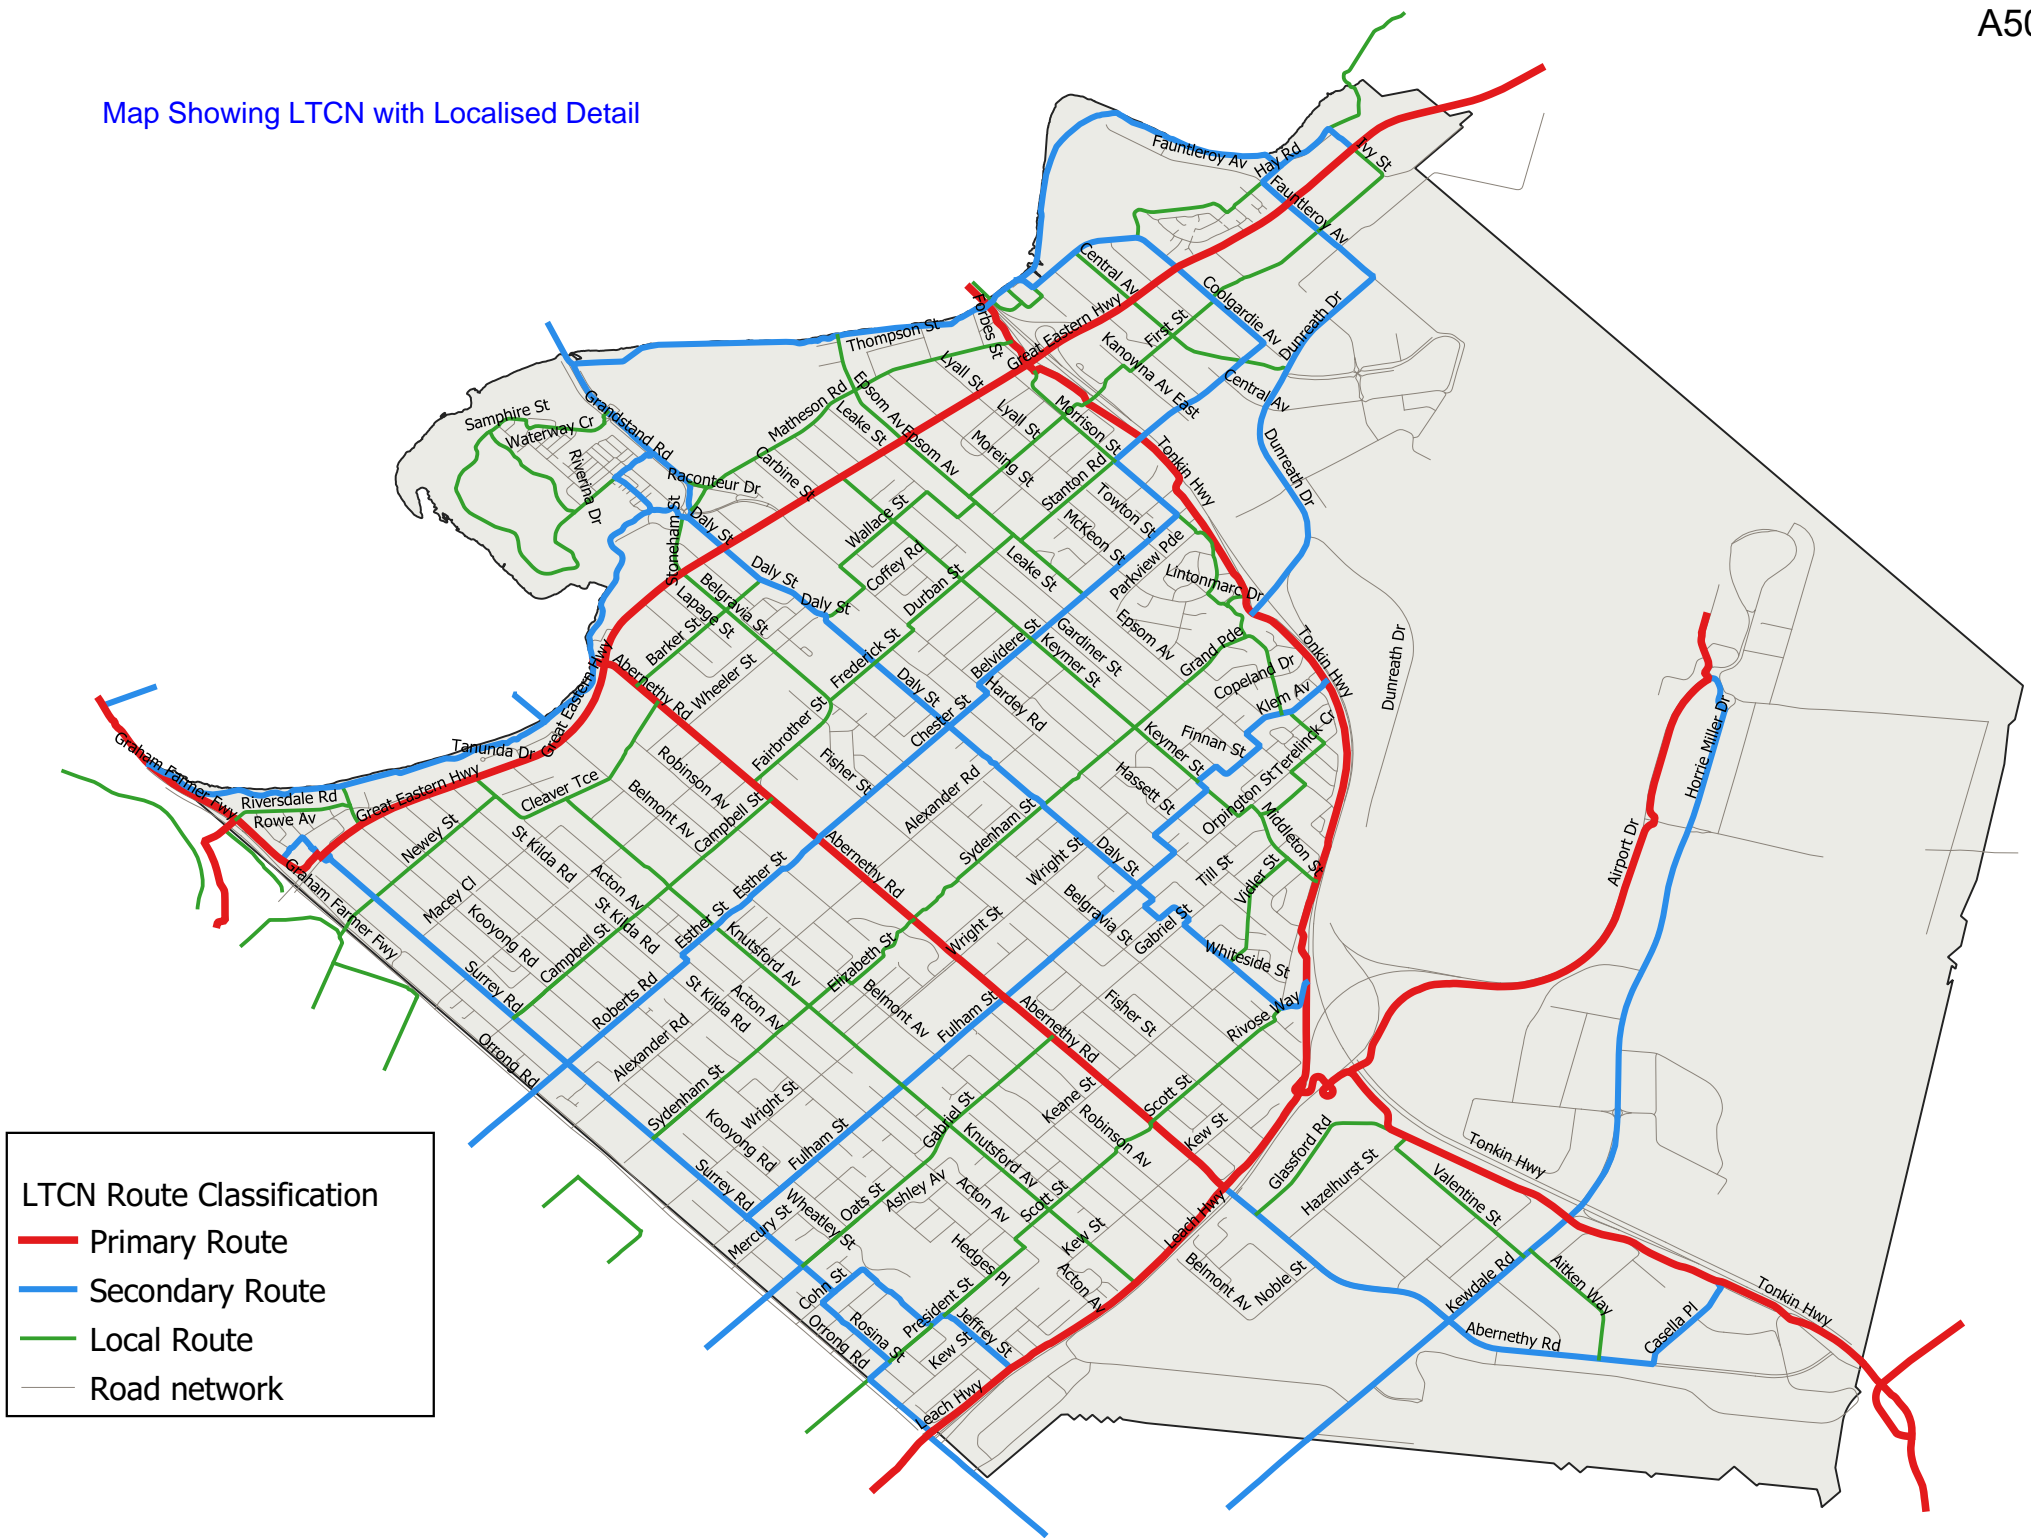 A50
Map Showing LTCN with Localised Detail
Fauntleroy Av
Hay Rd
Ivy St
Fauntleroy Av
Central Av
Coolgardie Av
Dunreath Dr
Forbes St
Great Eastern Hwy
First St
Thompson St
Kanowna Av East
Central Av
Lyall St
Epsom Av
Matheson Rd
Leake St
Lyall St
Morrison St
Samphire St
Waterway Cr
Grandstand Rd
Epsom Av
Moreing St
Tonkin Hwy
Dunreath Dr
Carbine St
Stanton Rd
Riverina Dr
Raconteur Dr
Towton St
Stoneham St
Daly St
Wallace St
McKeon St
Parkview Pde
Leake St
Coffey Rd
Daly St
Durban St
Lintonmarc Dr
Belgravia St
Lapage St
Daly St
Barker St
Frederick St
Belvidere St
Gardiner St
Epsom Av
Keymer St
Grand Pde
Tonkin Hwy
Dunreath Dr
Abernethy Rd
Wheeler St
Daly St
Hardey Rd
Copeland Dr
Klem Av
Great Eastern Hwy
Fairbrother St
Chester St
Finnan St
Terelinck Cr
Horrie Miller Dr
Tanunda Dr
Keymer St
Graham Farmer Fwy
Robinson Av
Fisher St
Hassett St
Cleaver Tce
Riversdale Rd
Great Eastern Hwy
Belmont Av
Alexander Rd
Orpington St
Rowe Av
Campbell St
Sydenham St
Middleton St
Newey St
St Kilda Rd
Abernethy Rd
Daly St
Till St
Vidler St
Airport Dr
Graham Farmer Fwy
Acton Av
Esther St
Wright St
Macey Cl
St Kilda Rd
Esther St
Belgravia St
Gabriel St
Kooyong Rd
Campbell St
Knutsford Av
Elizabeth St
Wright St
Whiteside St
Surrey Rd
Roberts Rd
St Kilda Rd
Acton Av
Belmont Av
Fulham St
Abernethy Rd
Fisher St
Rivose Way
Orrong Rd
Alexander Rd
Sydenham St
Wright St
Kooyong Rd
Gabriel St
Keane St
Robinson Av
Scott St
Kew St
Glassford Rd
Tonkin Hwy
Fulham St
Knutsford Av
Hazelhurst St
Valentine St
Surrey Rd
Mercury St
Wheatley St
Oats St
Ashley Av
Acton Av
Scott St
Kew St
Leach Hwy
Hedges Pl
Belmont Av
Noble St
Kewdale Rd
Aitken Way
Acton Av
Cohn St
Rosina St
Orrong Rd
President St
Jeffrey St
Kew St
Abernethy Rd
Casella Pl
Tonkin Hwy
Leach Hwy
LTCN Route Classification
Primary Route
Secondary Route
Local Route
Road network